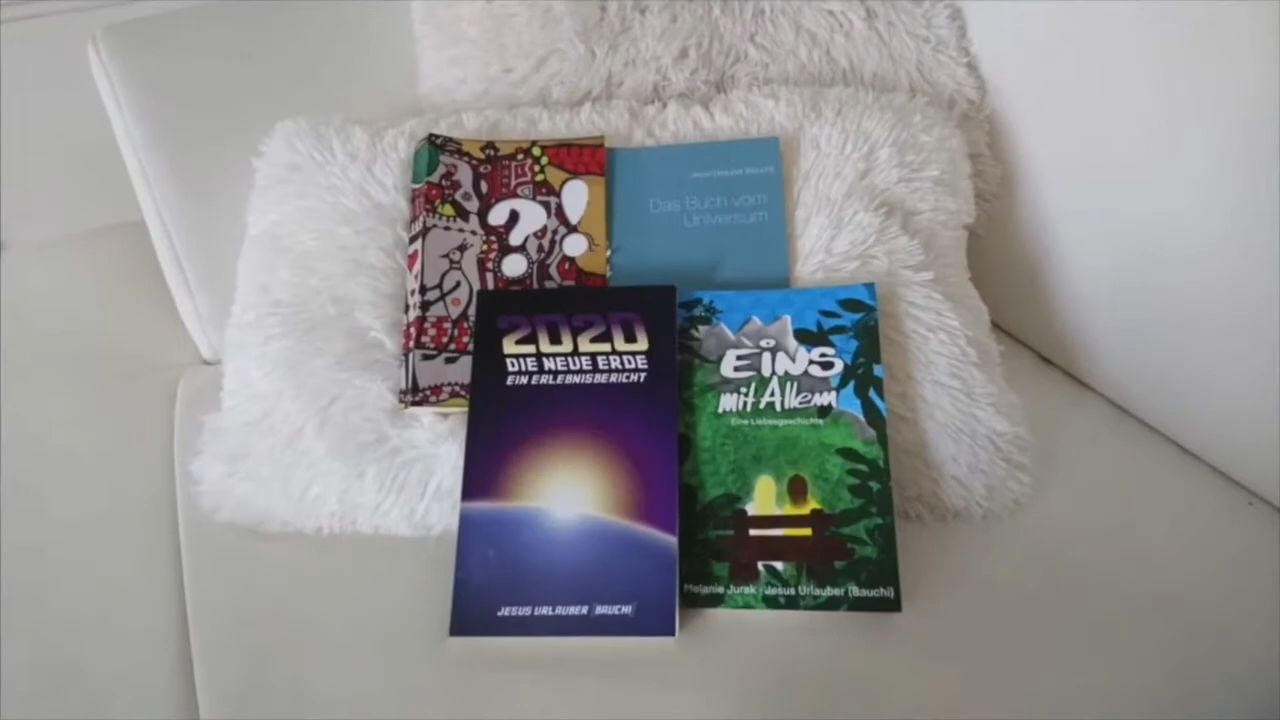 ?!
Das Buch vom
Universum
2020
DIE NEUE ERDE
EIN ERLEBNISBERICHT
JESUS URLAUBER (BAUCHI)
EINS
mit Allem
Eine Liebesgeschichte
Melanie Jurak - Jesus Urlauber (Bauchi)